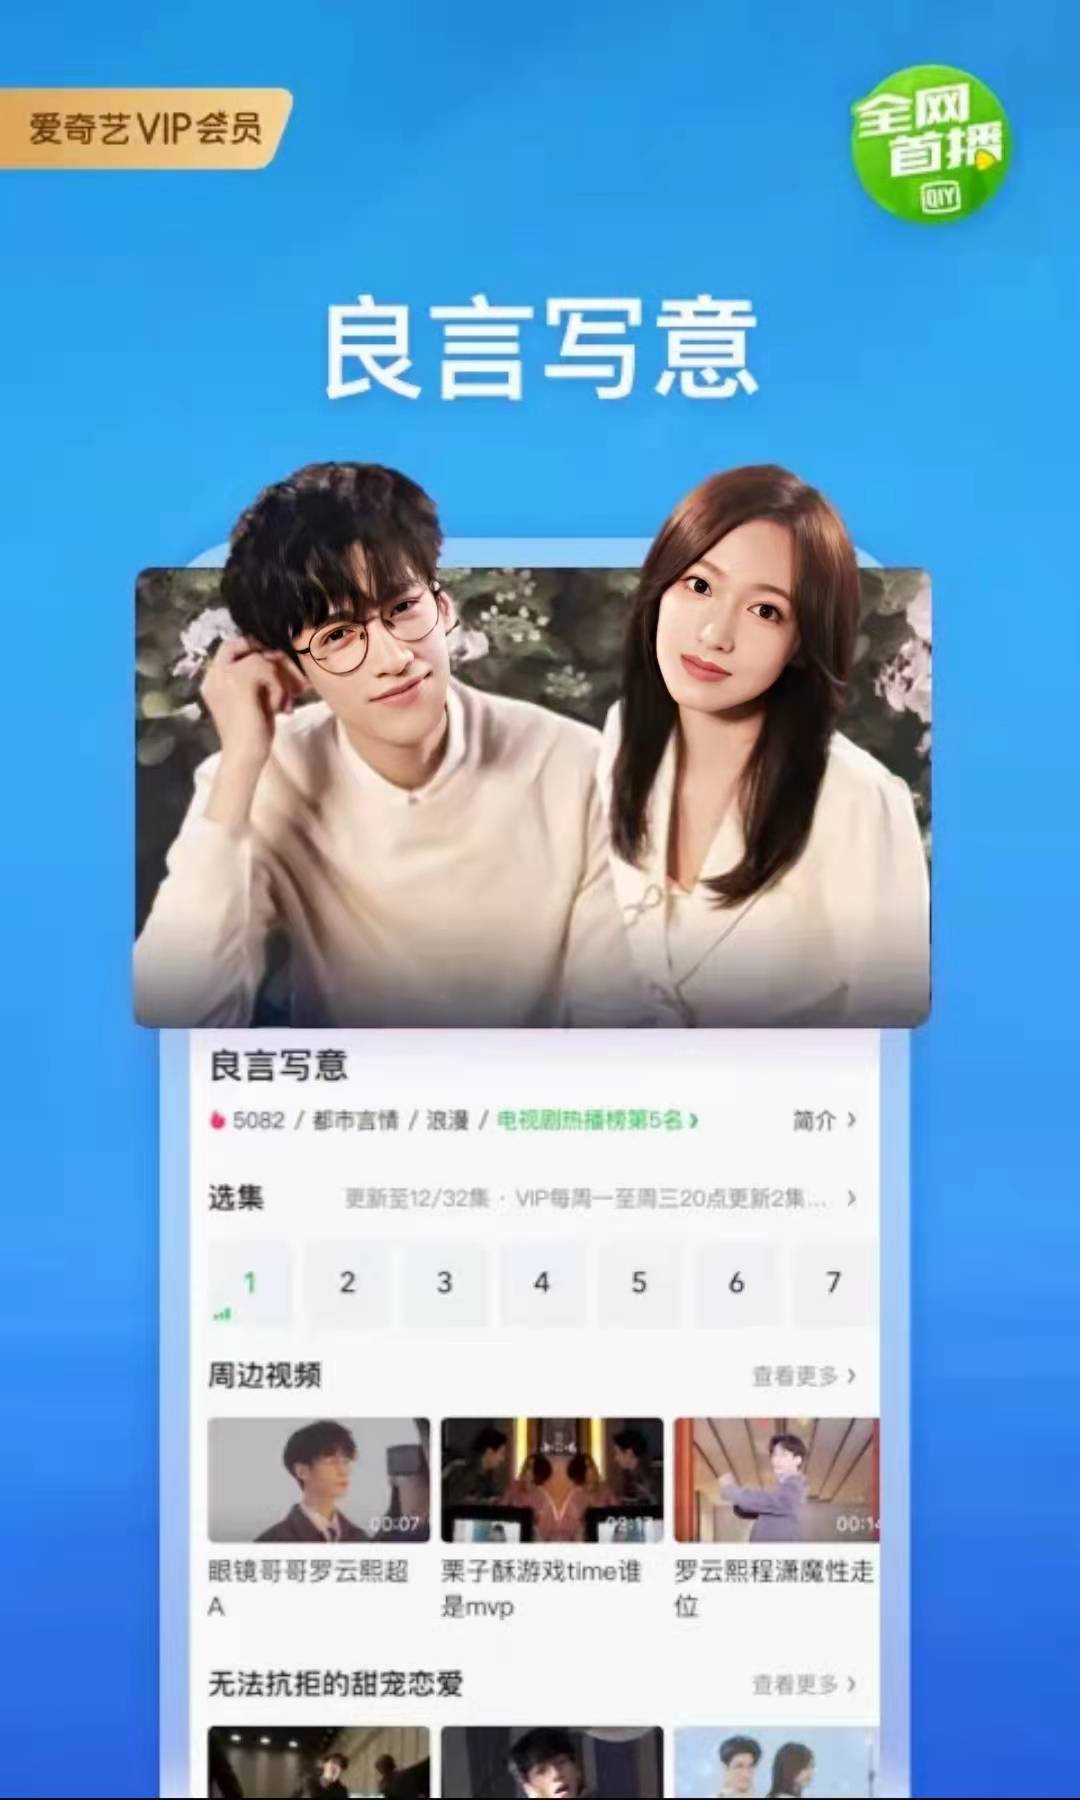 爱奇艺VIP会员
全网
首播
QIY
良言写意
良言写意
5082 / 都市言情 / 浪漫 / 电视剧热播榜第5名 >
简介 >
选集
更新至12/32集 · VIP每周一至周三20点更新2集... >
1 2 3 4 5 6 7
周边视频
查看更多 >
00:07
00:14
眼镜哥哥罗云熙超
A
栗子酥游戏time谁
是mvp
罗云熙程潇魔性走
位
无法抗拒的甜宠恋爱
查看更多 >